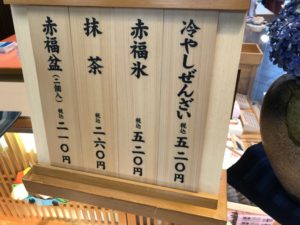 冷やしぜんざい 税込 五二〇円
赤福氷 税込 五二〇円
抹茶 税込 二六〇円
赤福盆(二個入) 税込 二一〇円